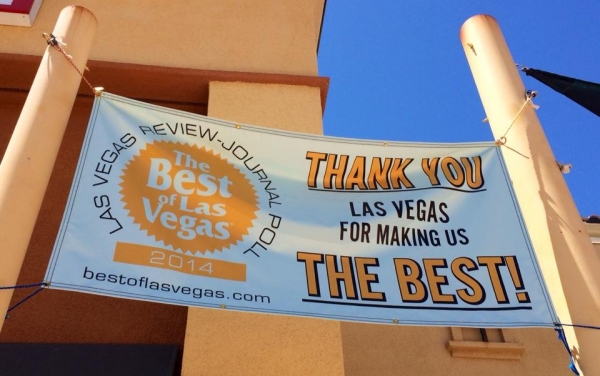 LAS VEGAS REVIEW-JOURNAL POLL
The
Best
of Las
Vegas
2014
bestoflasvegas.com
THANK YOU
LAS VEGAS
FOR MAKING US
THE BEST!